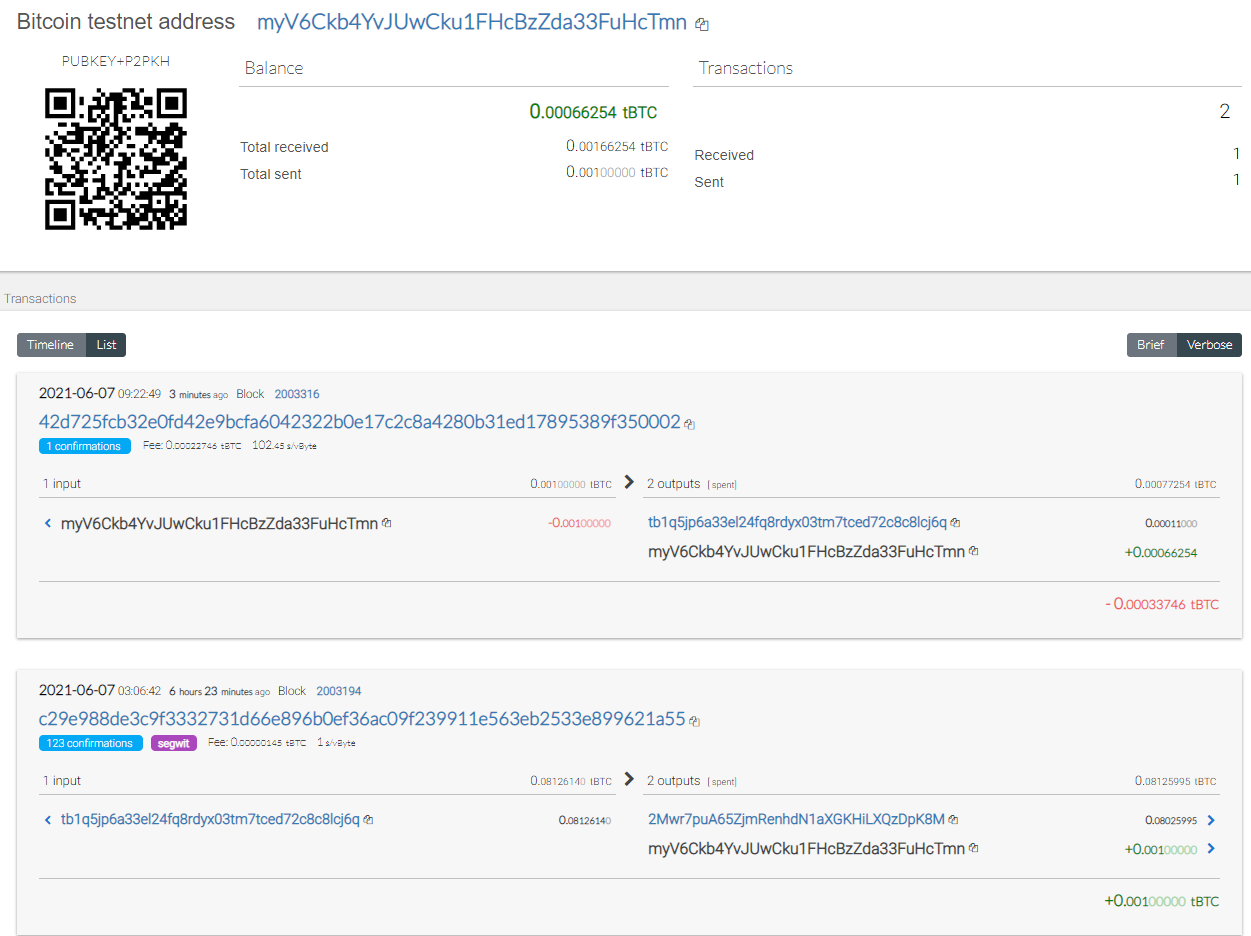 Bitcoin testnet address myV6Ckb4YvJUwCku1FHcBzZda33FuHcTmn
PUBKEY+P2PKH
Balance
0.00066254 tBTC
Total received 0.00166254 tBTC
Total sent 0.00100000 tBTC
Transactions
2
Received 1
Sent 1
Transactions
Timeline List Brief Verbose
2021-06-07 09:22:49 3 minutes ago Block 2003316
42d725fcb32e0fd42e9bcfa6042322b0e17c2c8a4280b31ed17895389f350002
1 confirmations Fee: 0.00022746 tBTC 102.45 s/vByte
1 input 0.00100000 tBTC 2 outputs [spent] 0.00077254 tBTC
myV6Ckb4YvJUwCku1FHcBzZda33FuHcTmn -0.00100000 tb1q5jp6a33el24fq8rdyx03tm7tced72c8c8lcj6q 0.00011000
myV6Ckb4YvJUwCku1FHcBzZda33FuHcTmn +0.00066254
- 0.00033746 tBTC
2021-06-07 03:06:42 6 hours 23 minutes ago Block 2003194
c29e988de3c9f3332731d66e896b0ef36ac09f239911e563eb2533e899621a55
123 confirmations segwit Fee: 0.00000145 tBTC 1 s/vByte
1 input 0.08126140 tBTC 2 outputs [spent] 0.08125995 tBTC
tb1q5jp6a33el24fq8rdyx03tm7tced72c8c8lcj6q 0.08126140 2Mwr7puA65ZjmRenhdN1aXGKHiLXQzDpK8M 0.08025995
myV6Ckb4YvJUwCku1FHcBzZda33FuHcTmn +0.00100000
+0.00100000 tBTC